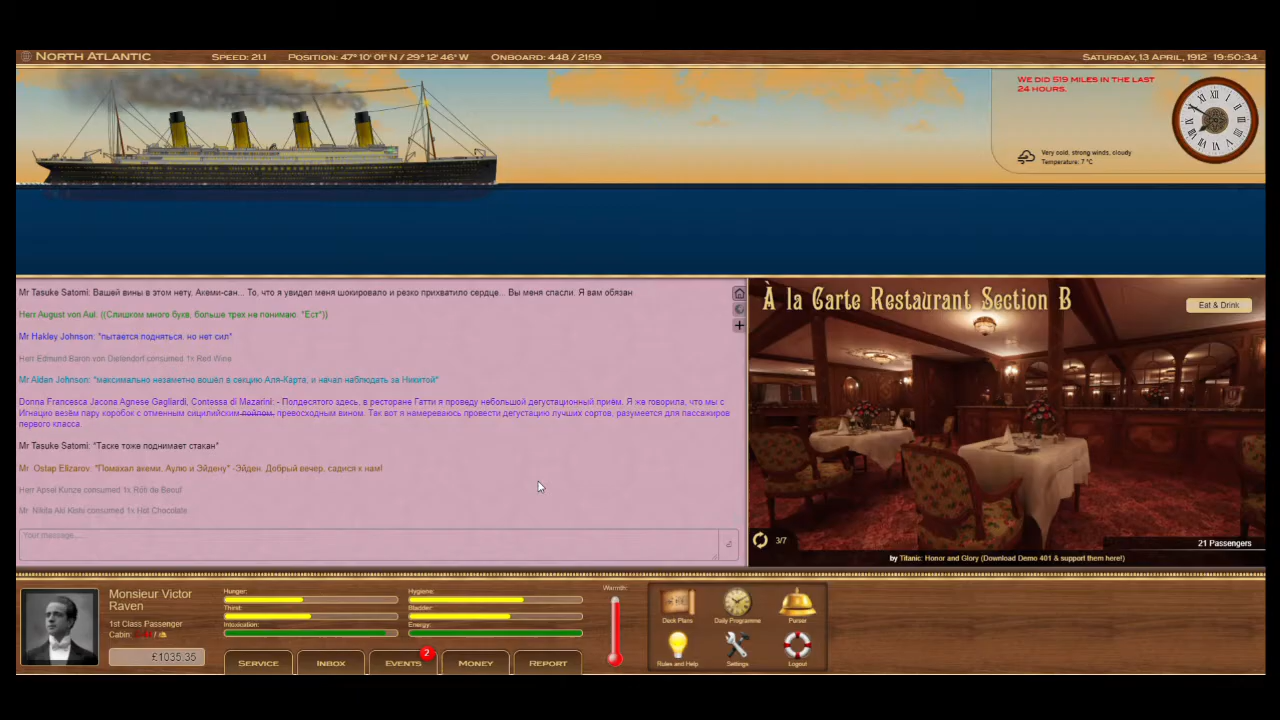 NORTH ATLANTIC SPEED: 21.1 POSITION: 47° 10' 01" N / 29° 12' 46" W ONBOARD: 448 / 2159 SATURDAY, 13 APRIL, 1912 19:50:34
WE DID 519 MILES IN THE LAST
24 HOURS.
Very cold, strong winds, cloudy
Temperature: 7 °C
Mr Tasuke Satomi: Вашей вины в этом нету, Акеми-сан... То, что я увидел меня шокировало и резко прихватило сердце... Вы меня спасли. Я вам обязан
Herr August von Aul: ((Слишком много букв, больше трех не понимаю. *Ест*))
Mr Hakley Johnson: *пытается подняться, но нет сил*
Herr Edmund Baron von Dietendorf consumed 1x Red Wine
Mr Aidan Johnson: *максимально незаметно вошёл в секцию Аля-Карта, и начал наблюдать за Никитой*
Donna Francesca Jacona Agnese Gagliardi, Contessa di Mazarini: - Полдесятого здесь, в ресторане Гатти я проведу небольшой дегустационный приём. Я же говорила, что мы с
Игнацио везём пару коробок с отменным сицилийским пойлом, превосходным вином. Так вот я намереваюсь провести дегустацию лучших сортов, разумеется для пассажиров
первого класса.
Mr Tasuke Satomi: *Таске тоже поднимает стакан*
Mr Ostap Elizarov: *Помахал акеми, Аулю и Эйдену* -Эйден. Добрый вечер, садися к нам!
Herr Apsel Kunze consumed 1x Rôti de Beouf
Mr Nikita Aki Kishi consumed 1x Hot Chocolate
Your message.....
À la Carte Restaurant Section B
Eat & Drink
3/7
21 Passengers
by Titanic: Honor and Glory (Download Demo 401 & support them here!)
Monsieur Victor
Raven
1st Class Passenger
Cabin:
£1035.35
Hunger:
Thirst:
Intoxication:
Hygiene:
Bladder:
Energy:
Warmth:
SERVICE INBOX EVENTS 2 MONEY REPORT
Deck Plans Daily Programme Purser
Rules and Help Settings Logout